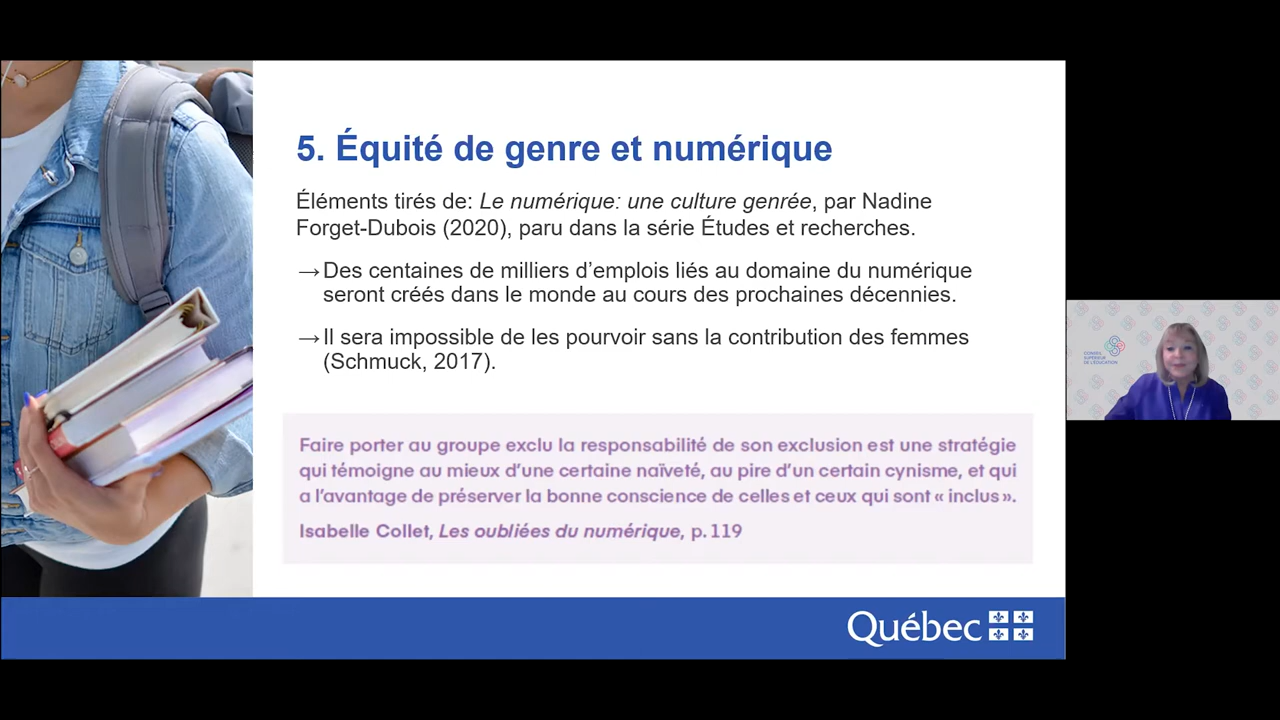 5. Équité de genre et numérique
Éléments tirés de: Le numérique: une culture genrée, par Nadine
Forget-Dubois (2020), paru dans la série Études et recherches.
→Des centaines de milliers d’emplois liés au domaine du numérique
seront créés dans le monde au cours des prochaines décennies.
→Il sera impossible de les pourvoir sans la contribution des femmes
(Schmuck, 2017).
Faire porter au groupe exclu la responsabilité de son exclusion est une stratégie
qui témoigne au mieux d’une certaine naïveté, au pire d’un certain cynisme, et qui
a l’avantage de préserver la bonne conscience de celles et ceux qui sont « inclus ».
Isabelle Collet, Les oubliées du numérique, p. 119
Québec
CONSEIL
SUPÉRIEUR
DE L’ÉDUCATION